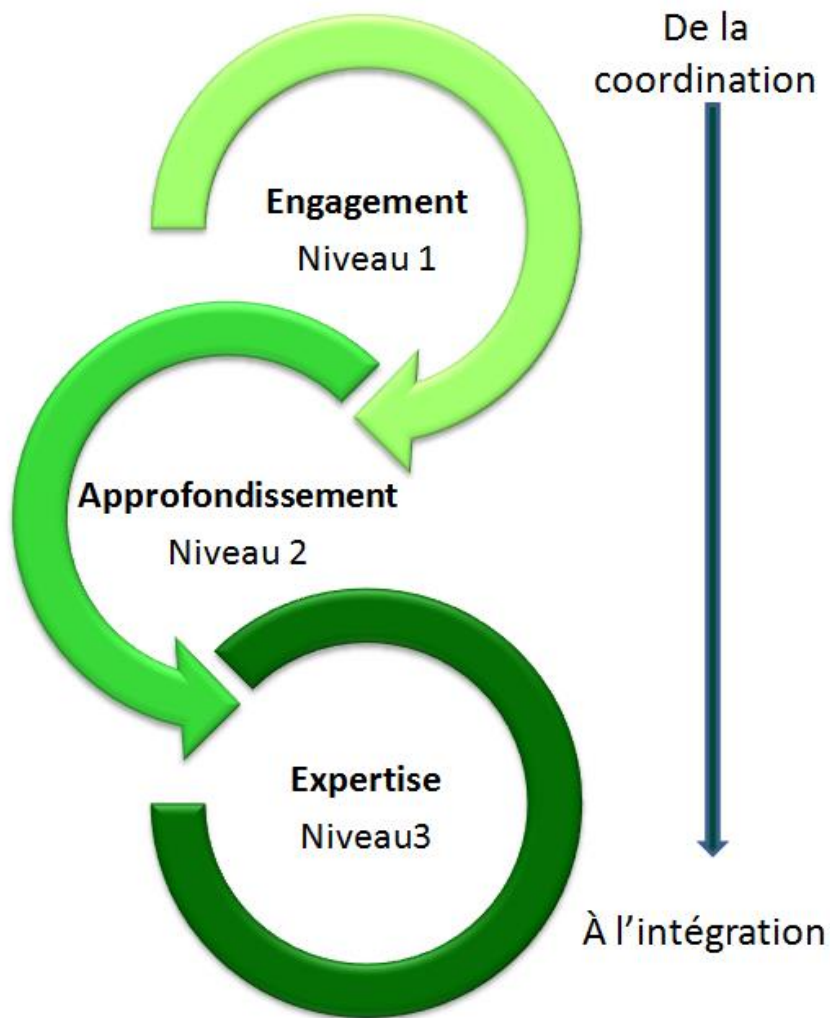 De la
coordination
Engagement
Niveau 1
Approfondissement
Niveau 2
Expertise
Niveau3
À l'intégration